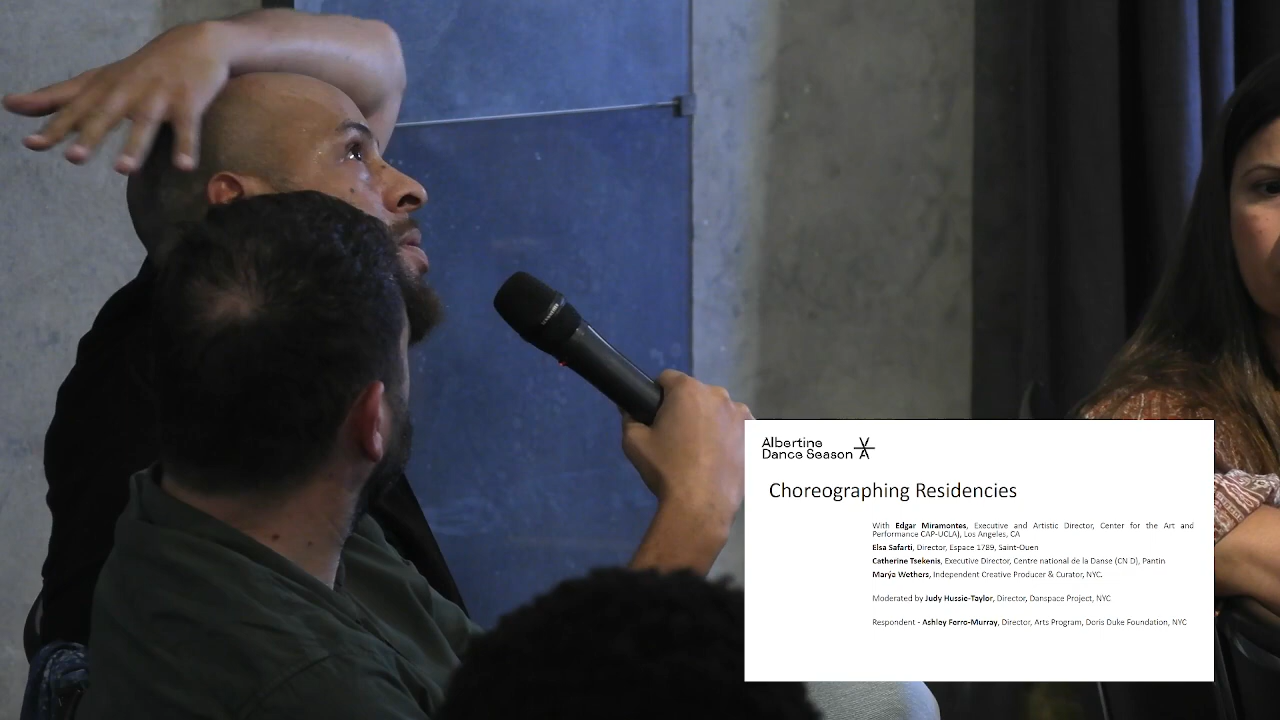 Albertine
Dance Season
Choreographing Residencies
With Edgar Miramontes, Executive and Artistic Director, Center for the Art and
Performance CAP-UCLA), Los Angeles, CA
Elsa Safarti, Director, Espace 1789, Saint-Ouen
Catherine Tsekenis, Executive Director, Centre national de la Danse (CN D), Pantin
Marýa Wethers, Independent Creative Producer & Curator, NYC.
Moderated by Judy Hussie-Taylor, Director, Danspace Project, NYC
Respondent - Ashley Ferro-Murray, Director, Arts Program, Doris Duke Foundation, NYC